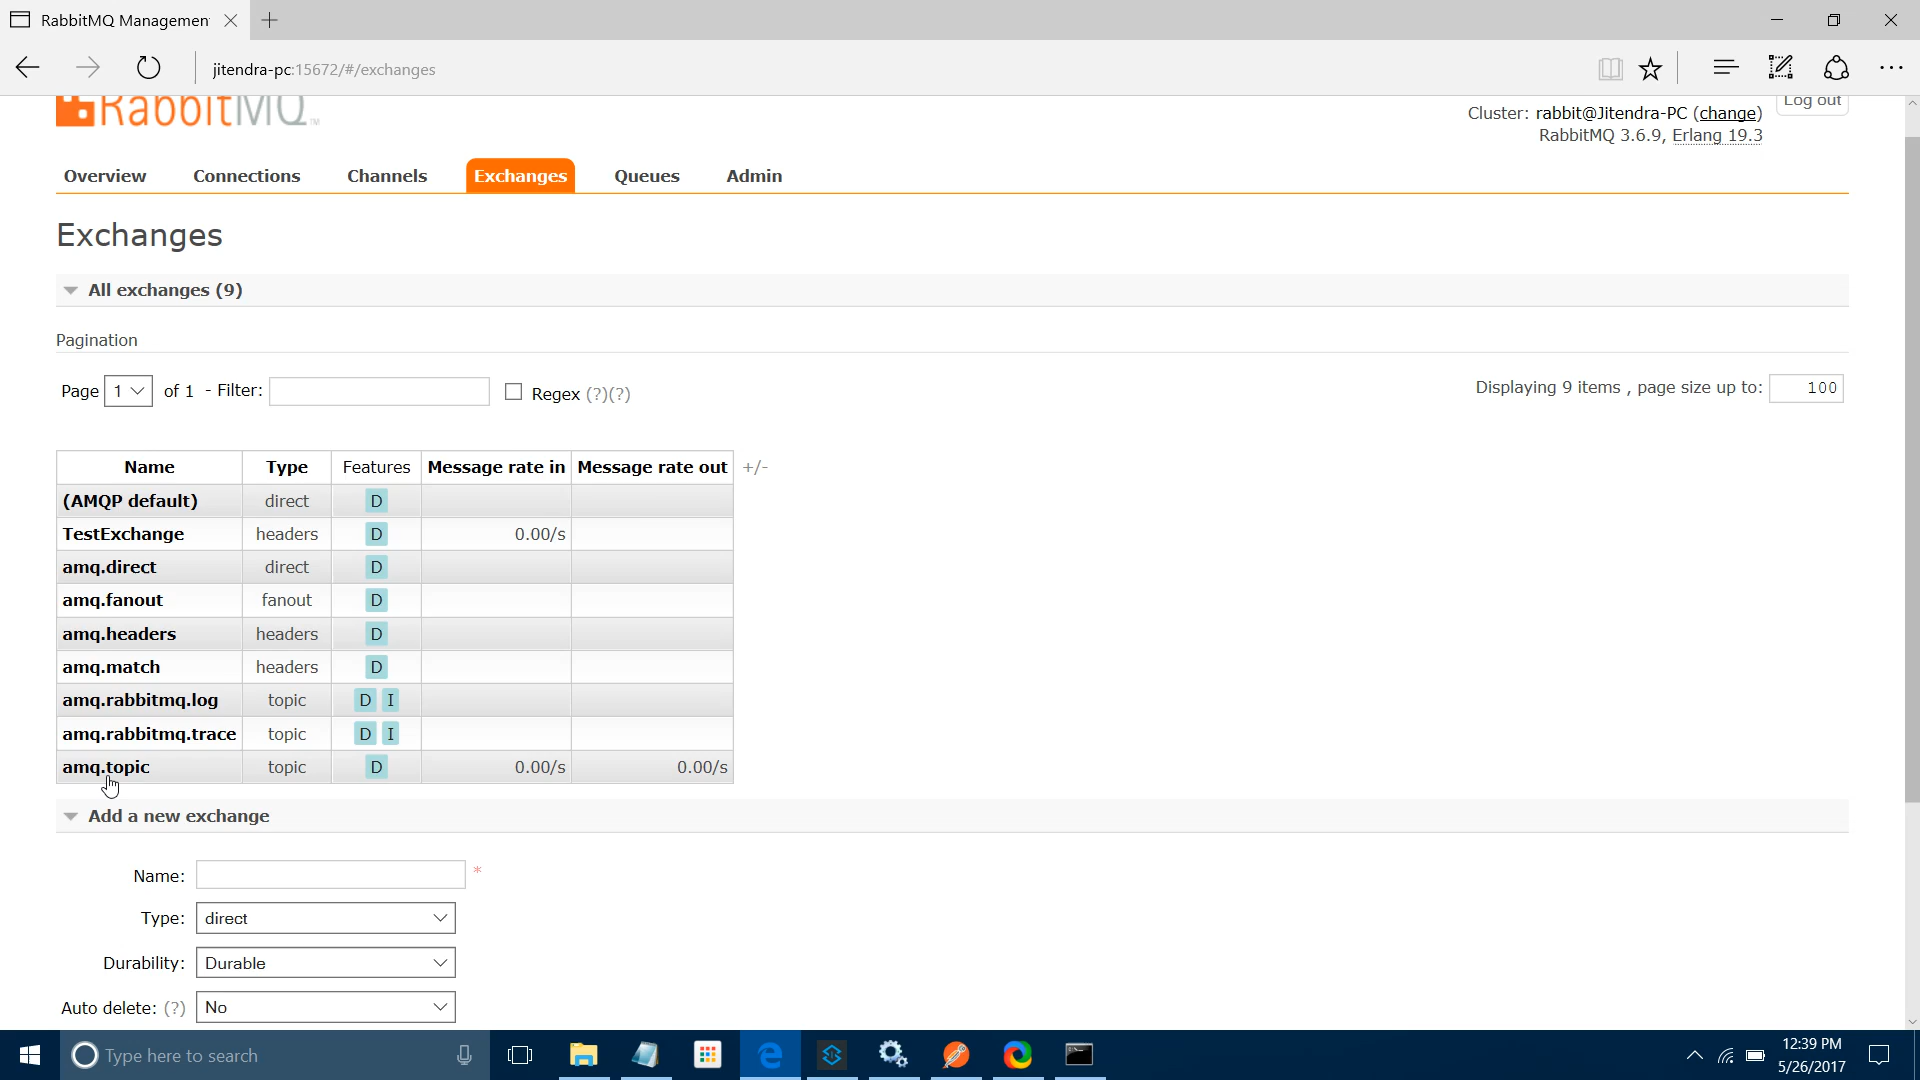 RabbitMQ Managemen
jitendra-pc:15672/#/exchanges
RabbitMQ TM
Log out
Cluster: rabbit@Jitendra-PC (change)
RabbitMQ 3.6.9, Erlang 19.3
Overview Connections Channels Exchanges Queues Admin
Exchanges
All exchanges (9)
Pagination
Page 1 of 1 - Filter: Regex (?)(?) Displaying 9 items , page size up to: 100
Name Type Features Message rate in Message rate out +/-
(AMQP default) direct D
TestExchange headers D 0.00/s
amq.direct direct D
amq.fanout fanout D
amq.headers headers D
amq.match headers D
amq.rabbitmq.log topic D I
amq.rabbitmq.trace topic D I
amq.topic topic D 0.00/s 0.00/s
Add a new exchange
Name: *
Type: direct
Durability: Durable
Auto delete: (?) No
Type here to search
12:39 PM
5/26/2017